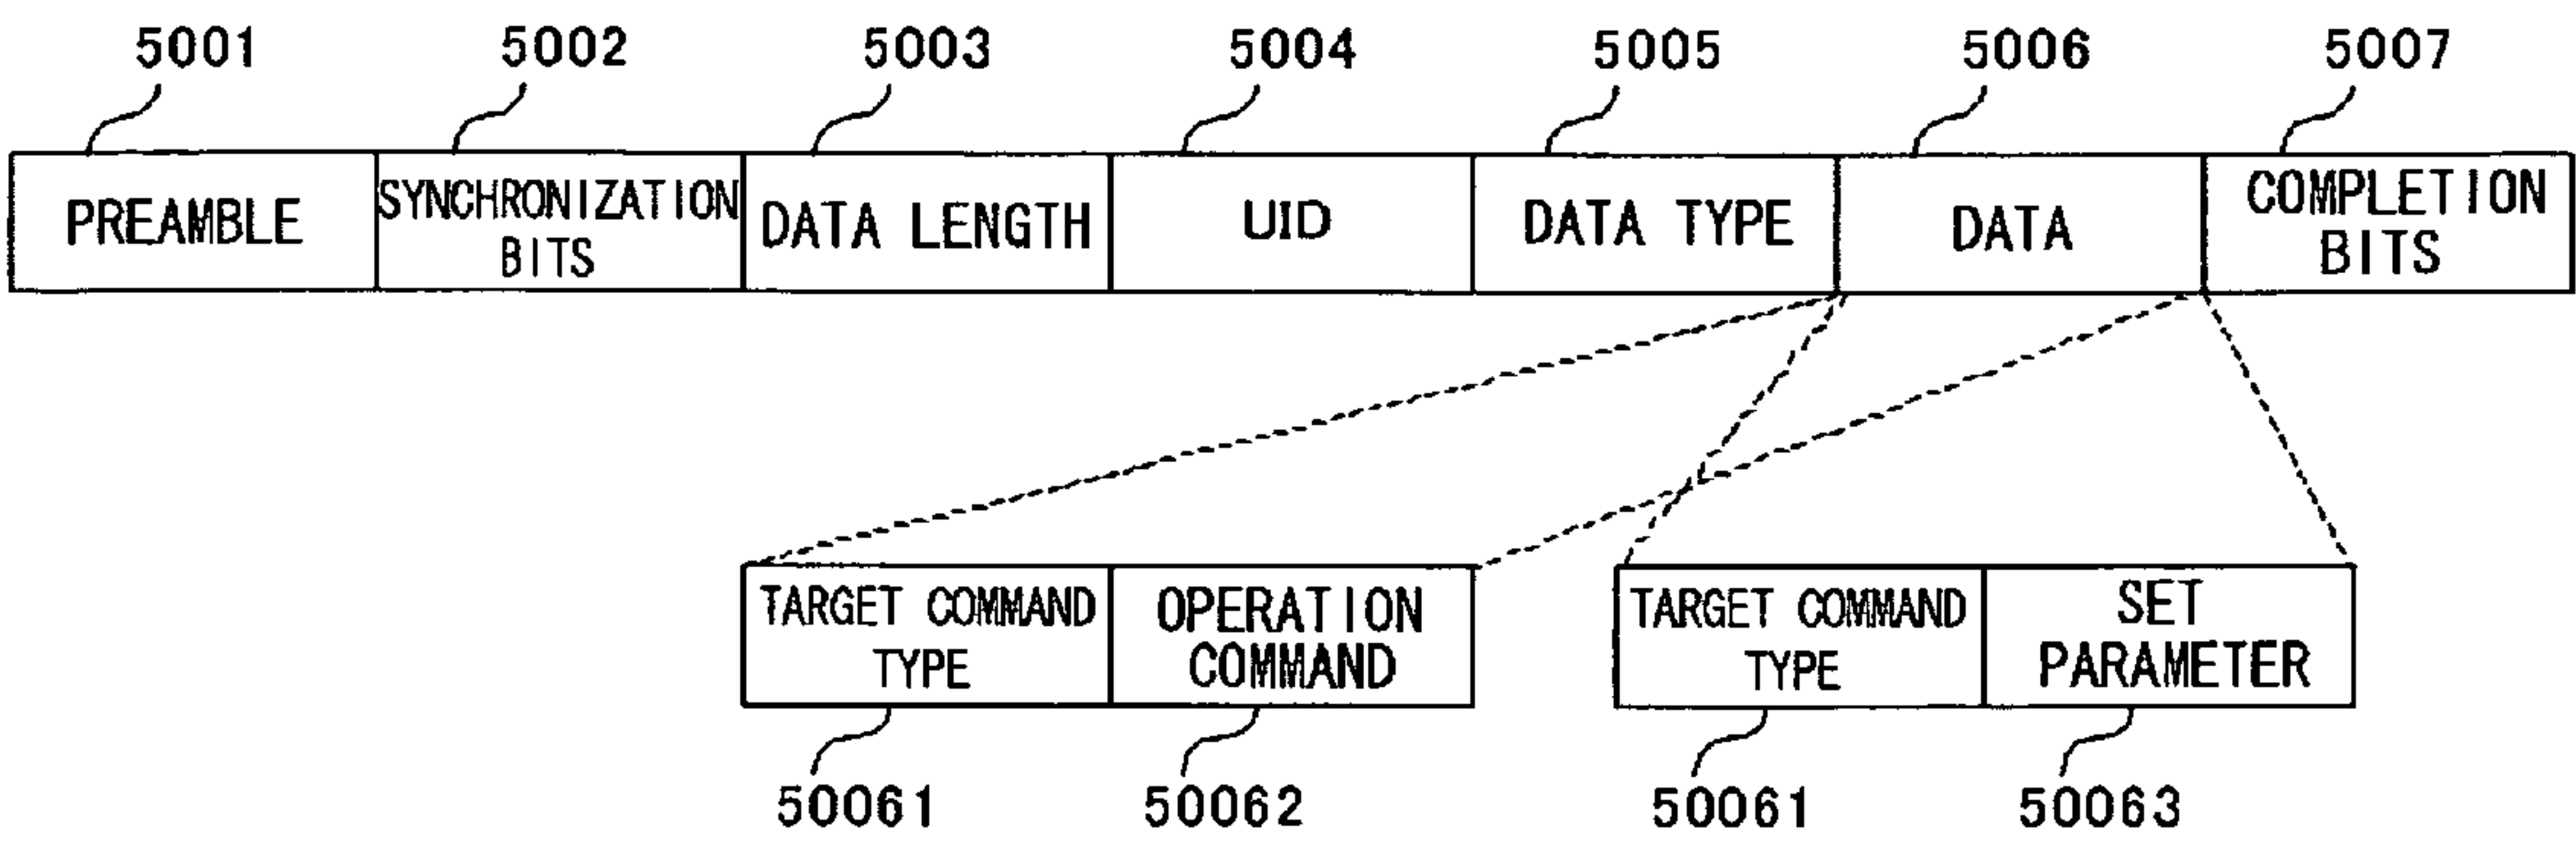 5001 5002 5003 5004 5005 5006 5007
PREAMBLE
SYNCHRONIZATION
BITS
DATA LENGTH
UID
DATA TYPE
DATA
COMPLETION
BITS
TARGET COMMAND
TYPE
OPERATION
COMMAND
TARGET COMMAND
TYPE
SET
PARAMETER
50061 50062 50061 50063